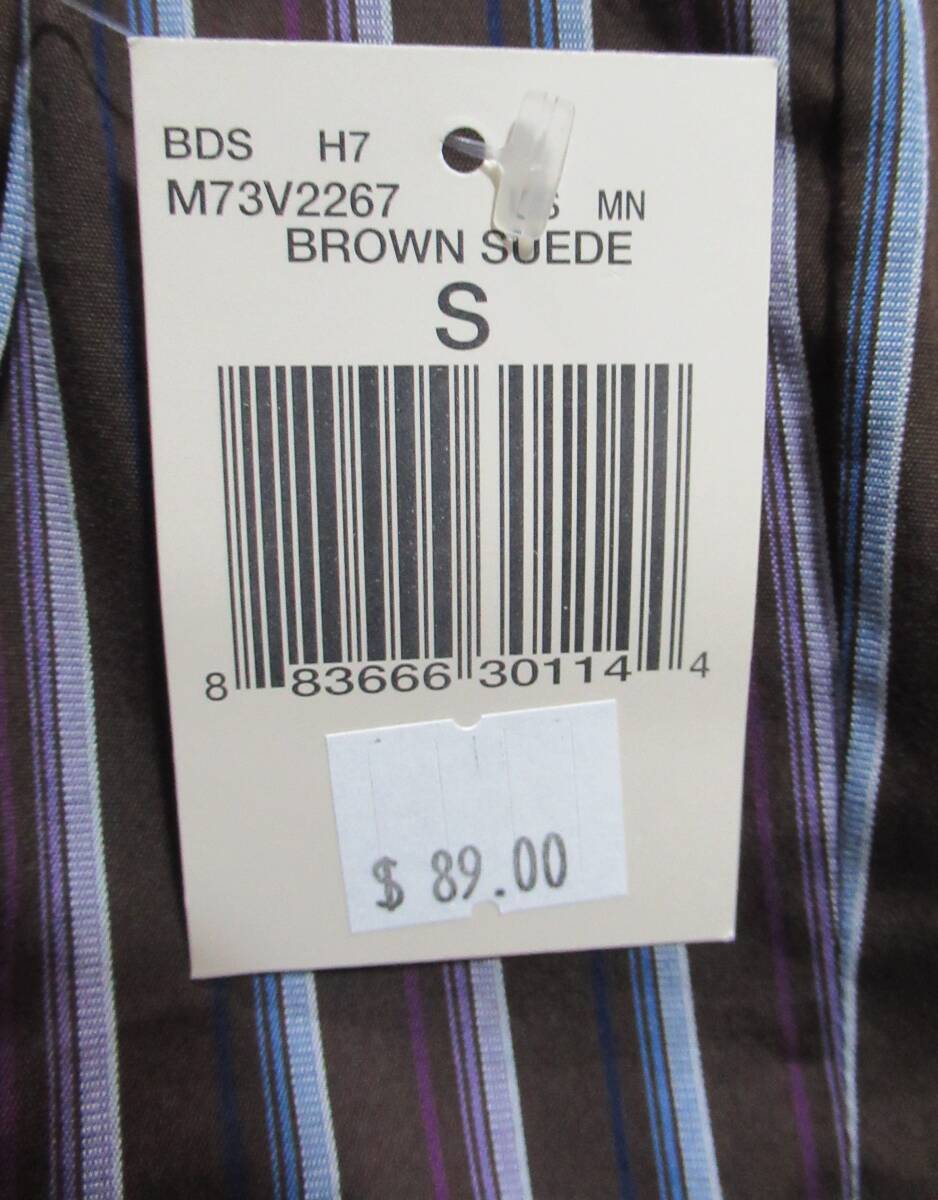 BDS H7
M73V2267 MN
BROWN SUEDE
S
8 83666 30114 4
$ 89.00